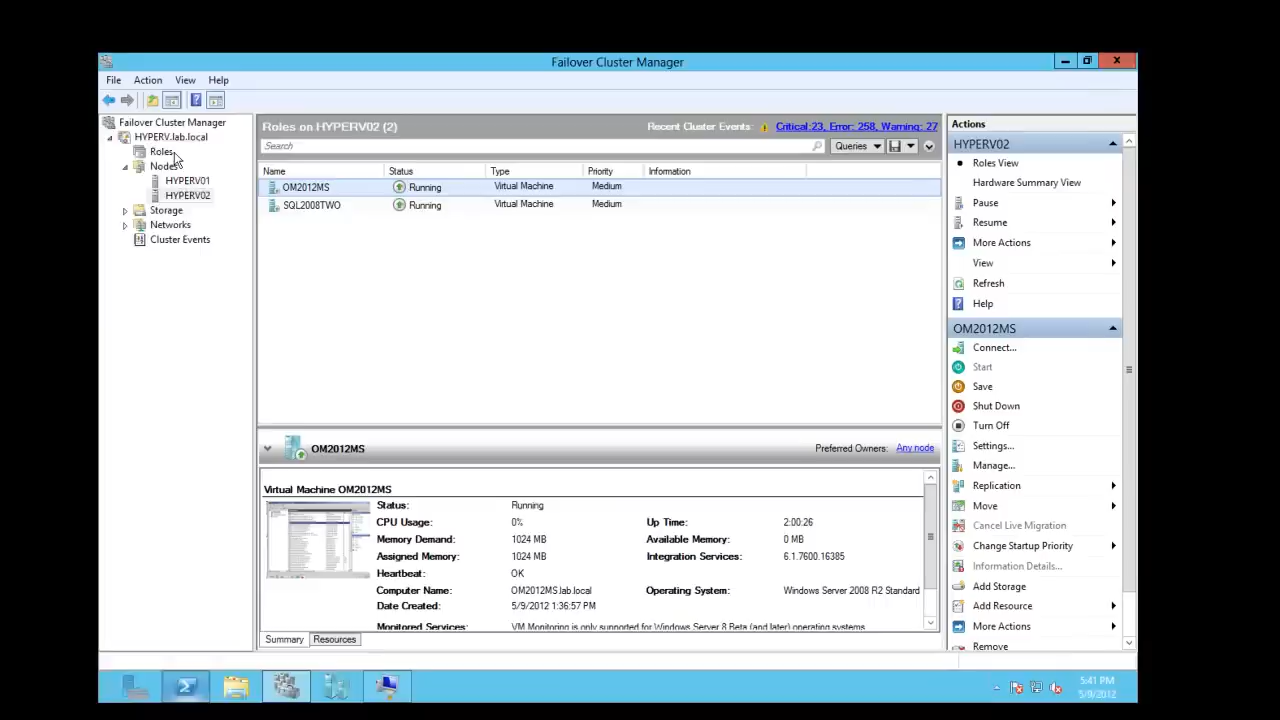 Failover Cluster Manager
File Action View Help
Failover Cluster Manager
HYPERV.lab.local
Roles
Nodes
HYPERV01
HYPERV02
Storage
Networks
Cluster Events
Roles on HYPERV02 (2)
Recent Cluster Events: Critical:23, Error: 258, Warning: 27
Search
Queries
Name Status Type Priority Information
OM2012MS Running Virtual Machine Medium
SQL2008TWO Running Virtual Machine Medium
OM2012MS
Preferred Owners: Any node
Virtual Machine OM2012MS
Status: Running
CPU Usage: 0% Up Time: 2:00.26
Memory Demand: 1024 MB Available Memory: 0 MB
Assigned Memory: 1024 MB Integration Services: 6.1.7600.16385
Heartbeat: OK
Computer Name: OM2012MS.lab.local Operating System: Windows Server 2008 R2 Standard
Date Created: 5/9/2012 1:36:57 PM
Monitored Services: VM Monitoring is only supported for Windows Server 8 Beta (and later) operating systems
Summary Resources
Actions
HYPERV02
Roles View
Hardware Summary View
Pause
Resume
More Actions
View
Refresh
Help
OM2012MS
Connect...
Start
Save
Shut Down
Turn Off
Settings...
Manage...
Replication
Move
Cancel Live Migration
Change Startup Priority
Information Details...
Add Storage
Add Resource
More Actions
Remove
5:41 PM
5/9/2012